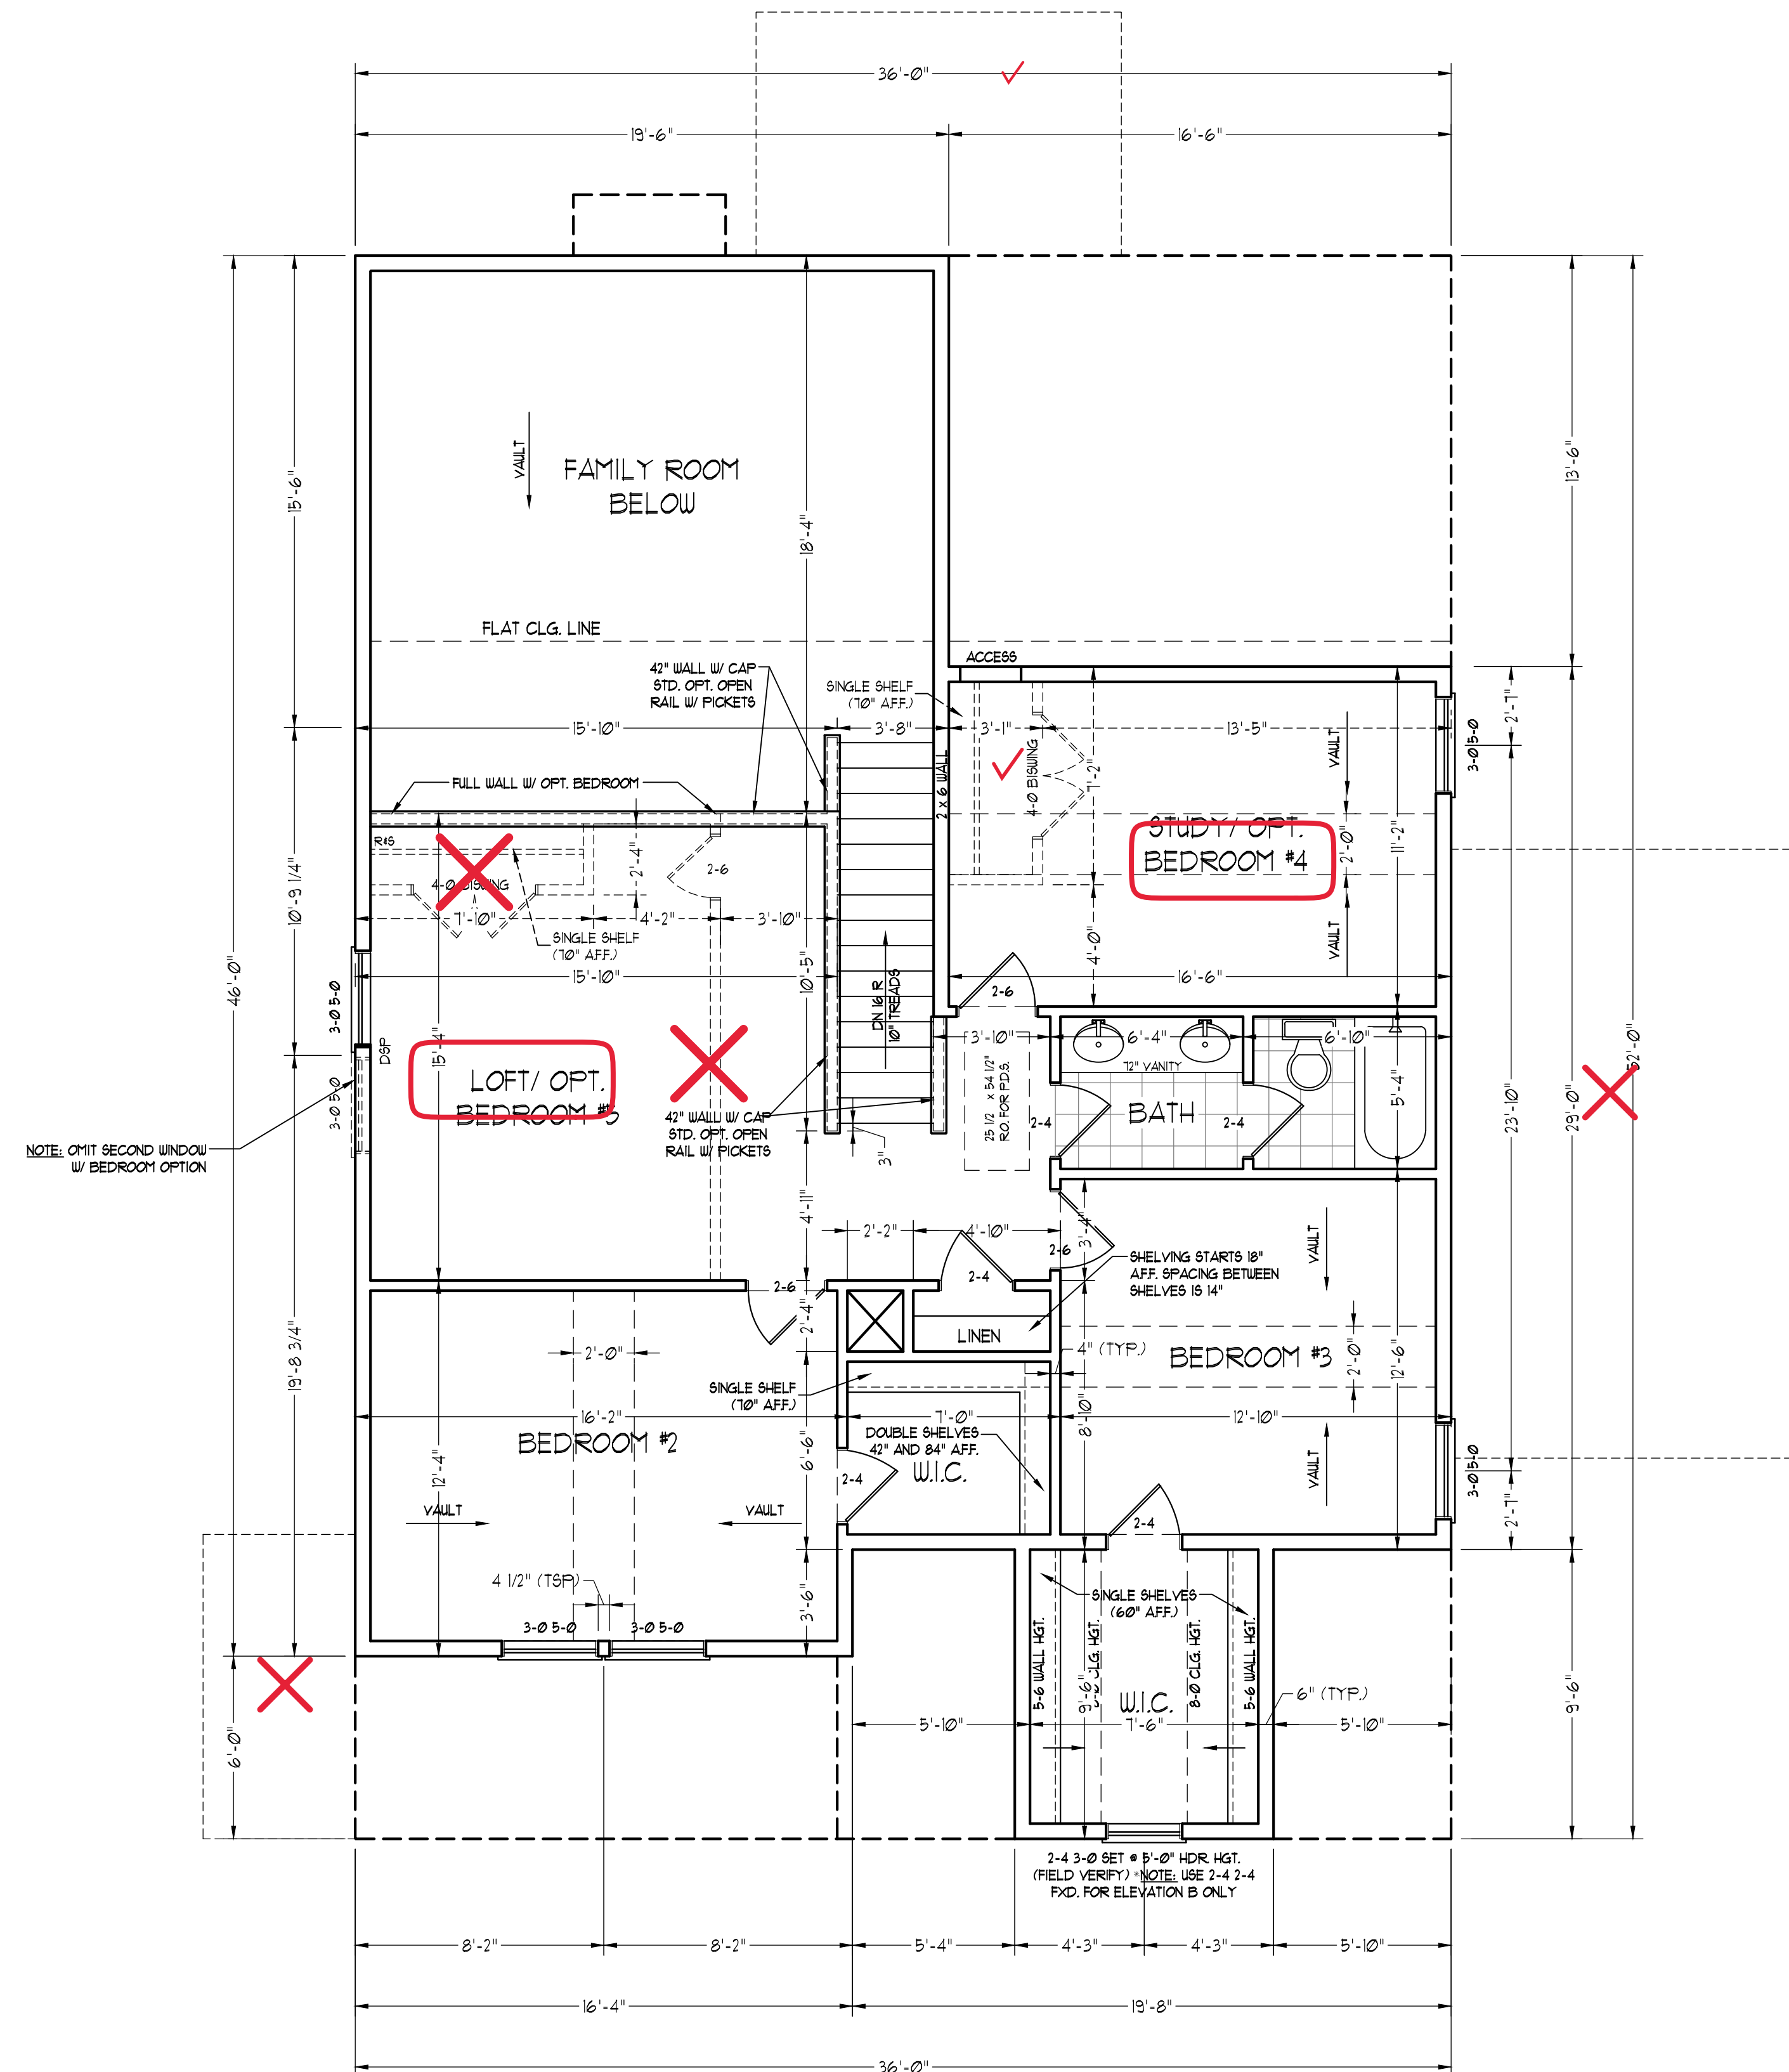 36'-0"
19'-6"
16'-6"
VAULT
FAMILY ROOM
BELOW
15'-6"
18'-4"
13'-6"
FLAT CLG. LINE
42" WALL W/ CAP
STD. OPT. OPEN
RAIL W/ PICKETS
ACCESS
SINGLE SHELF
(70" A.F.F.)
15'-10"
3'-8"
3'-1"
13'-5"
2'-7"
3-0 5-0
VAULT
FULL WALL W/ OPT. BEDROOM
2 x 6 WALL
4-0 BISWING
7'-2"
STUDY/ OPT.
BEDROOM #4
2'-0"
11'-2"
R&S
4-0 BISWING
2'-4"
2-6
7'-10"
4'-2"
3'-10"
SINGLE SHELF
(70" A.F.F.)
15'-10"
10'-9 1/4"
46'-0"
10'-5"
DN 16 R
10" TREADS
4'-0"
VAULT
16'-6"
2-6
3-0 5-0
DSP
15'-4"
LOFT/ OPT.
BEDROOM #5
3-0 5-0
NOTE: OMIT SECOND WINDOW
W/ BEDROOM OPTION
42" WALL W/ CAP
STD. OPT. OPEN
RAIL W/ PICKETS
3"
3'-10"
6'-4"
6'-10"
25 1/2" x 54 1/2"
R.O. FOR P.D.S.
72" VANITY
2-4
BATH
2-4
5'-4"
23'-10"
29'-0"
52'-0"
4'-11"
2'-2"
4'-10"
3'-4"
2-6
SHELVING STARTS 18"
A.F.F. SPACING BETWEEN
SHELVES IS 14"
VAULT
2-6
2-4
2'-4"
LINEN
4" (TYP.)
BEDROOM #3
2'-0"
12'-6"
19'-8 3/4"
2'-0"
SINGLE SHELF
(70" A.F.F.)
16'-2"
7'-0"
12'-10"
BEDROOM #2
DOUBLE SHELVES
42" AND 84" A.F.F.
W.I.C.
8'-10"
6'-6"
12'-4"
2-4
VAULT
VAULT
VAULT
3-0 5-0
2'-7"
2-4
4 1/2" (TSP)
3-0 5-0
3-0 5-0
3'-6"
SINGLE SHELVES
(60" A.F.F.)
5-6 WALL HGT.
8-0 CLG. HGT.
8-0 CLG. HGT.
5-6 WALL HGT.
9'-6"
W.I.C.
6" (TYP.)
5'-10"
7'-6"
5'-10"
9'-6"
6'-0"
2-4 3-0 SET @ 5'-0" HDR. HGT.
(FIELD VERIFY) *NOTE: USE 2-4 2-4
FXD. FOR ELEVATION B ONLY
8'-2"
8'-2"
5'-4"
4'-3"
4'-3"
5'-10"
16'-4"
19'-8"
36'-0"